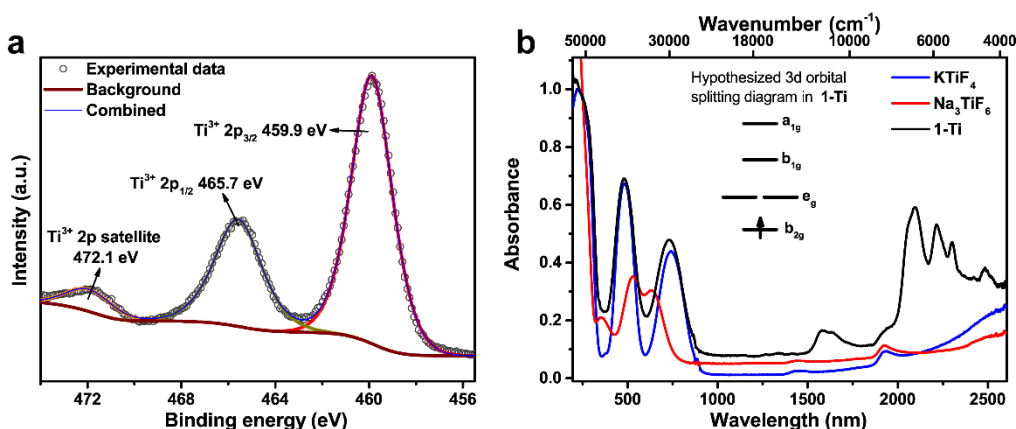 a
Experimental data
Background
Combined
Ti³⁺ 2p₃/₂ 459.9 eV
Ti³⁺ 2p₁/₂ 465.7 eV
Ti³⁺ 2p satellite
472.1 eV
Intensity (a.u.)
472 468 464 460 456
Binding energy (eV)
b
Wavenumber (cm⁻¹)
50000 30000 18000 10000 6000 4000
Hypothesized 3d orbital
splitting diagram in 1-Ti
a₁g
b₁g
eg
b₂g
KTiF₄
Na₃TiF₆
1-Ti
Absorbance
1.0
0.8
0.6
0.4
0.2
0.0
500 1000 1500 2000 2500
Wavelength (nm)